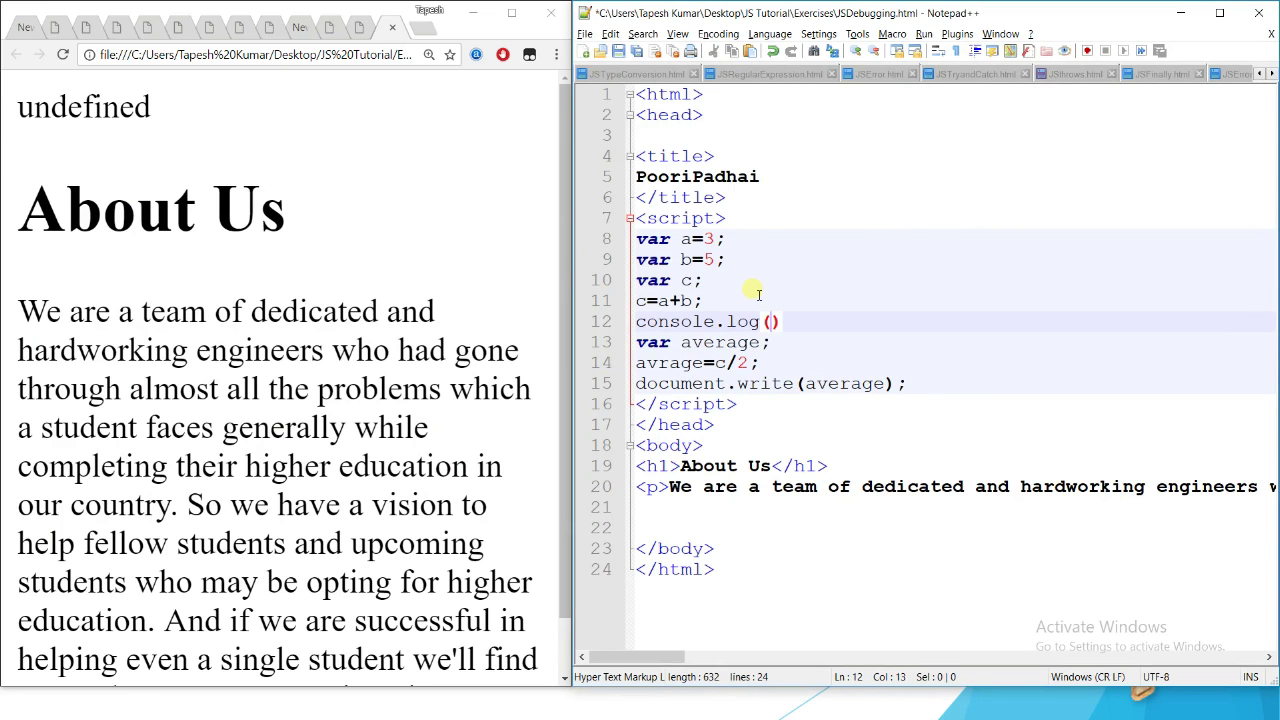 New
New
Tapesh
file:///C:/Users/Tapesh%20Kumar/Desktop/JS%20Tutorial/E...
undefined
About Us
We are a team of dedicated and
hardworking engineers who had gone
through almost all the problems which
a student faces generally while
completing their higher education in
our country. So we have a vision to
help fellow students and upcoming
students who may be opting for higher
education. And if we are successful in
helping even a single student we'll find
*C:\Users\Tapesh Kumar\Desktop\JS Tutorial\Exercises\JSDebugging.html - Notepad++
File Edit Search View Encoding Language Settings Tools Macro Run Plugins Window ? X
JSTypeConversion.html JSRegularExpression.html JSError.html JSTryandCatch.html JSthrows.html JSFinally.html JSError
1 <html>
2 <head>
3
4 <title>
5 PooriPadhai
6 </title>
7 <script>
8 var a=3;
9 var b=5;
10 var c;
11 c=a+b;
12 console.log()
13 var average;
14 avrage=c/2;
15 document.write(average);
16 </script>
17 </head>
18 <body>
19 <h1>About Us</h1>
20 <p>We are a team of dedicated and hardworking engineers w
21
22
23 </body>
24 </html>
Activate Windows
Go to Settings to activate Windows.
Hyper Text Markup L length : 632 lines : 24 Ln : 12 Col : 13 Sel : 0 | 0 Windows (CR LF) UTF-8 INS